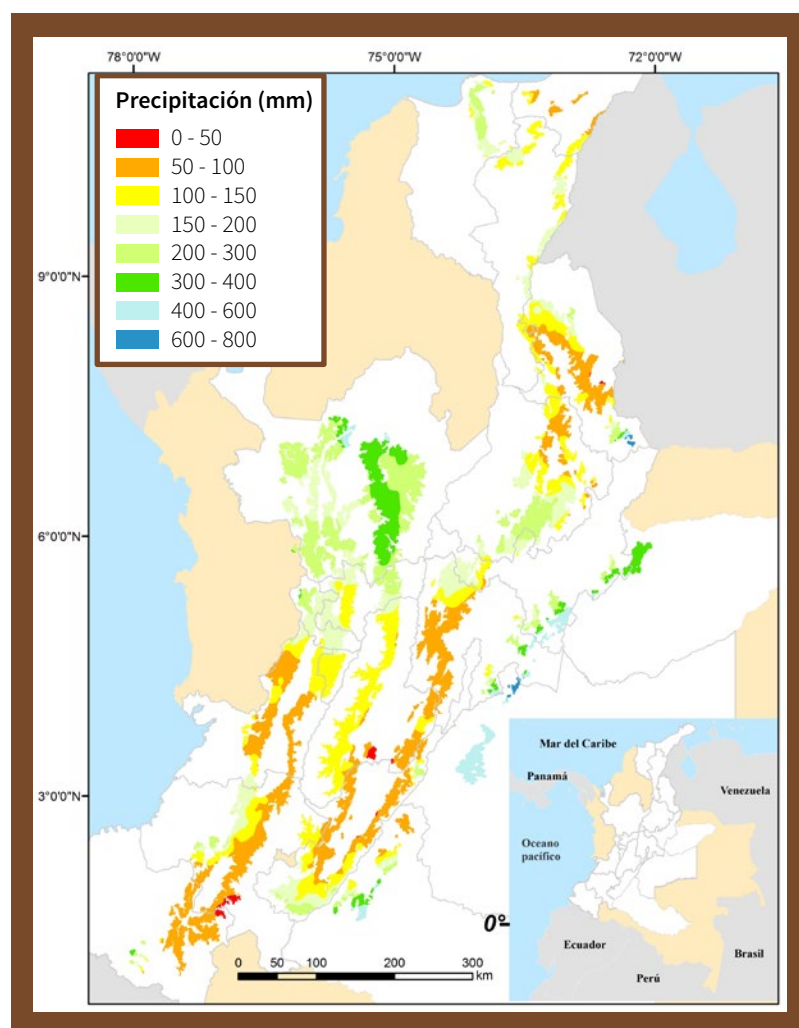 78°0'0"W
75°0'0"W
72°0'0"W
Precipitación (mm)
0 - 50
50 - 100
100 - 150
150 - 200
200 - 300
300 - 400
400 - 600
600 - 800
9°0'0"N
6°0'0"N
3°0'0"N
0°
0 50 100 200 300
km
Mar del Caribe
Panamá
Venezuela
Oceano
pacífico
Ecuador
Brasil
Perú